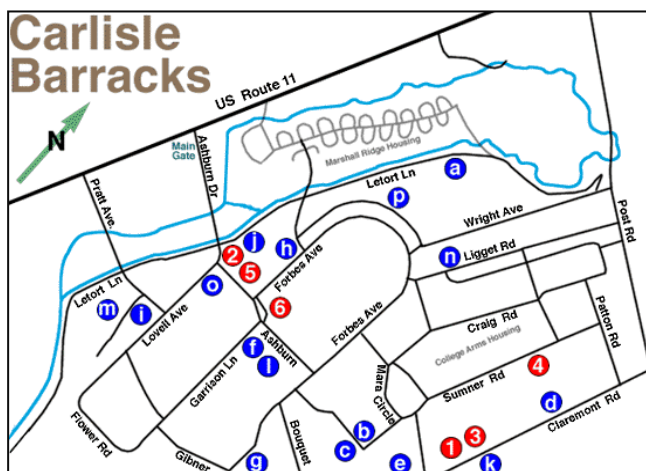 Carlisle
Barracks
US Route 11
N
Main
Gate
Ashburn Dr
Pratt Ave.
Marshall Ridge Housing
Letort Ln
a
p
Wright Ave
Post Rd
j
h
2
5
n
Ligget Rd
Forbes Ave
Letort Ln
m
i
o
6
Lovell Ave
Forbes Ave
Craig Rd
Patton Rd
College Arms Housing
f
l
Ashburn
Garrison Ln
Mara Circle
4
Sumner Rd
d
Claremont Rd
Flower Rd
Gibner
Bouquet
b
c
1
3
g
e
k